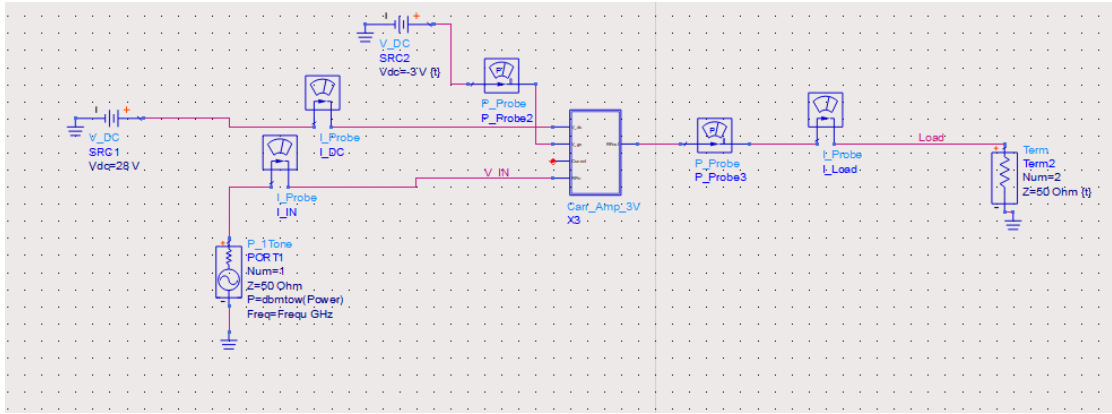 V_DC
SRC2
Vdc=-3 V {t}
P_Probe
P_Probe2
V_DC
SRC1
Vdc=28 V
I_Probe
I_DC
I_Probe
I_IN
V_IN
Carr_Amp_3V
X3
P_Probe
P_Probe3
I_Probe
I_Load
Load
Term
Term2
Num=2
Z=50 Ohm {t}
P_1Tone
PORT1
Num=1
Z=50 Ohm
P=dbmtow(Power)
Freq=Frequ GHz